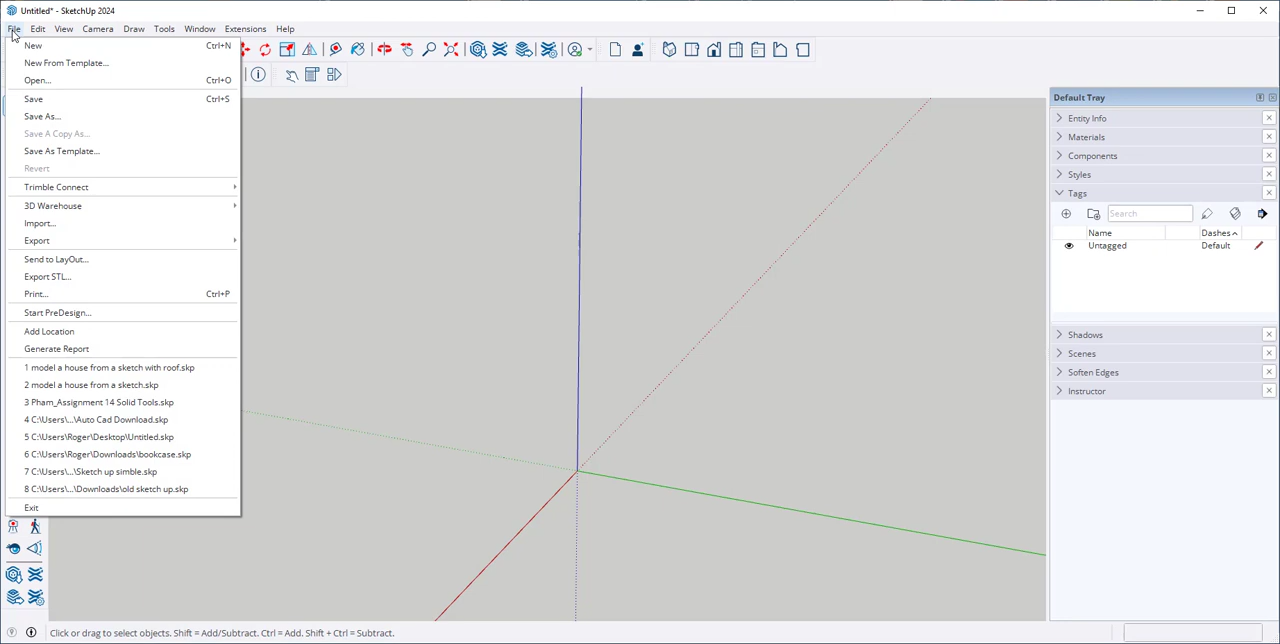 Untitled* - SketchUp 2024
File Edit View Camera Draw Tools Window Extensions Help
New Ctrl+N
New From Template...
Open... Ctrl+O
Save Ctrl+S
Save As...
Save A Copy As...
Save As Template...
Revert
Trimble Connect
3D Warehouse
Import...
Export
Send to LayOut...
Export STL...
Print... Ctrl+P
Start PreDesign...
Add Location
Generate Report
1 model a house from a sketch with roof.skp
2 model a house from a sketch.skp
3 Pham_Assignment 14 Solid Tools.skp
4 C:\Users\...\Auto Cad Download.skp
5 C:\Users\Roger\Desktop\Untitled.skp
6 C:\Users\Roger\Downloads\bookcase.skp
7 C:\Users\...\Sketch up simble.skp
8 C:\Users\...\Downloads\old sketch up.skp
Exit
Default Tray
Entity Info
Materials
Components
Styles
Tags
Search
Name Dashes
Untagged Default
Shadows
Scenes
Soften Edges
Instructor
Click or drag to select objects. Shift = Add/Subtract. Ctrl = Add. Shift + Ctrl = Subtract.